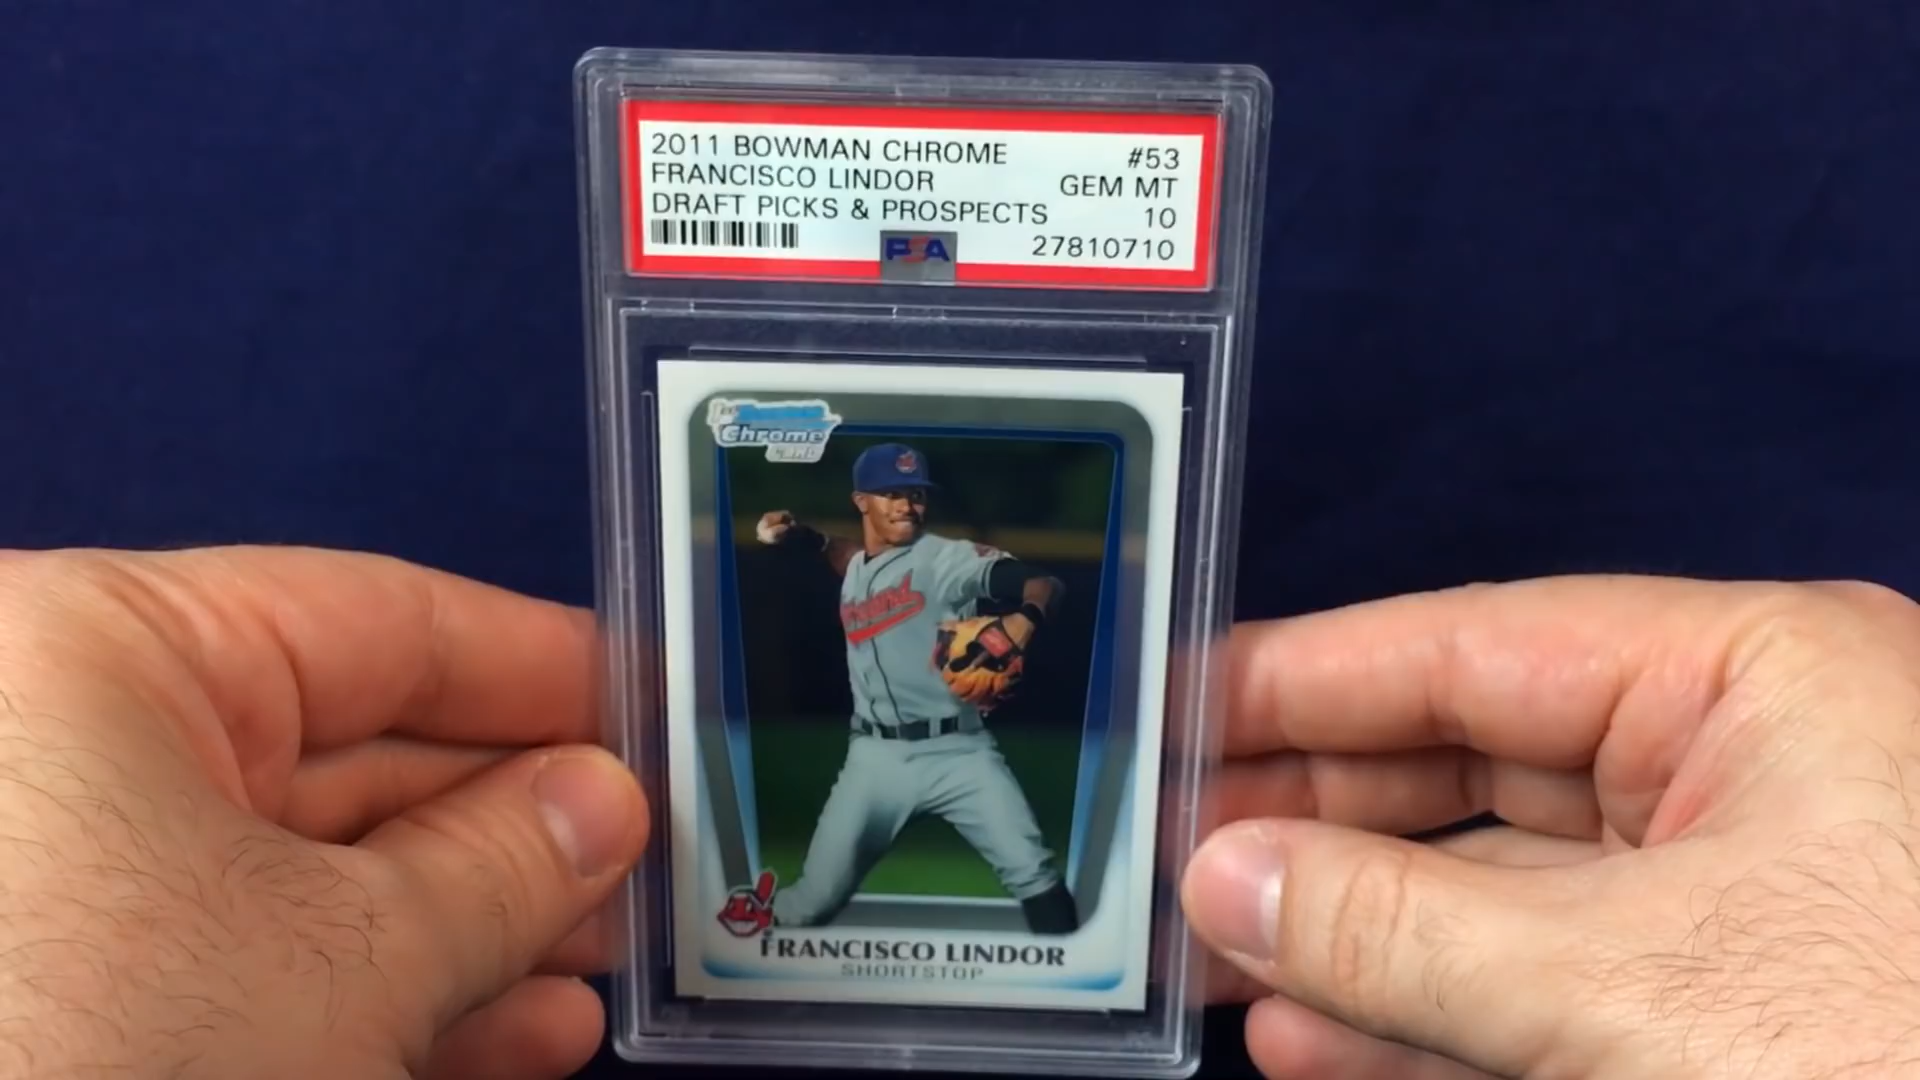 2011 BOWMAN CHROME #53
FRANCISCO LINDOR GEM MT
DRAFT PICKS & PROSPECTS 10
PSA 27810710
Chrome
FRANCISCO LINDOR
SHORTSTOP